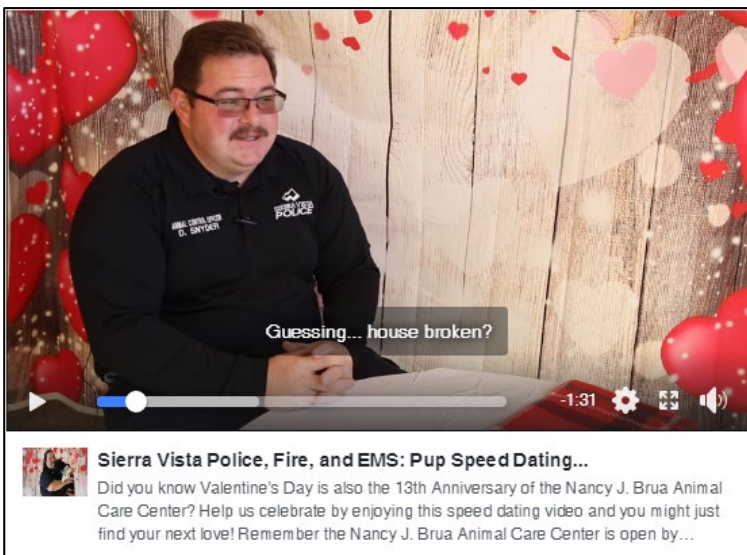 SIERRA VISTA
POLICE
ANIMAL CONTROL OFFICER
D. SNYDER
Guessing... house broken?
-1:31
Sierra Vista Police, Fire, and EMS: Pup Speed Dating...
Did you know Valentine's Day is also the 13th Anniversary of the Nancy J. Brua Animal
Care Center? Help us celebrate by enjoying this speed dating video and you might just
find your next love! Remember the Nancy J. Brua Animal Care Center is open by...